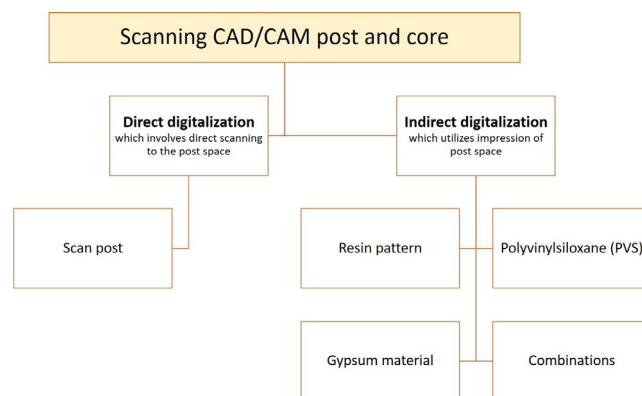 Scanning CAD/CAM post and core
Direct digitalization
which involves direct scanning
to the post space
Indirect digitalization
which utilizes impression of
post space
Scan post
Resin pattern
Polyvinylsiloxane (PVS)
Gypsum material
Combinations